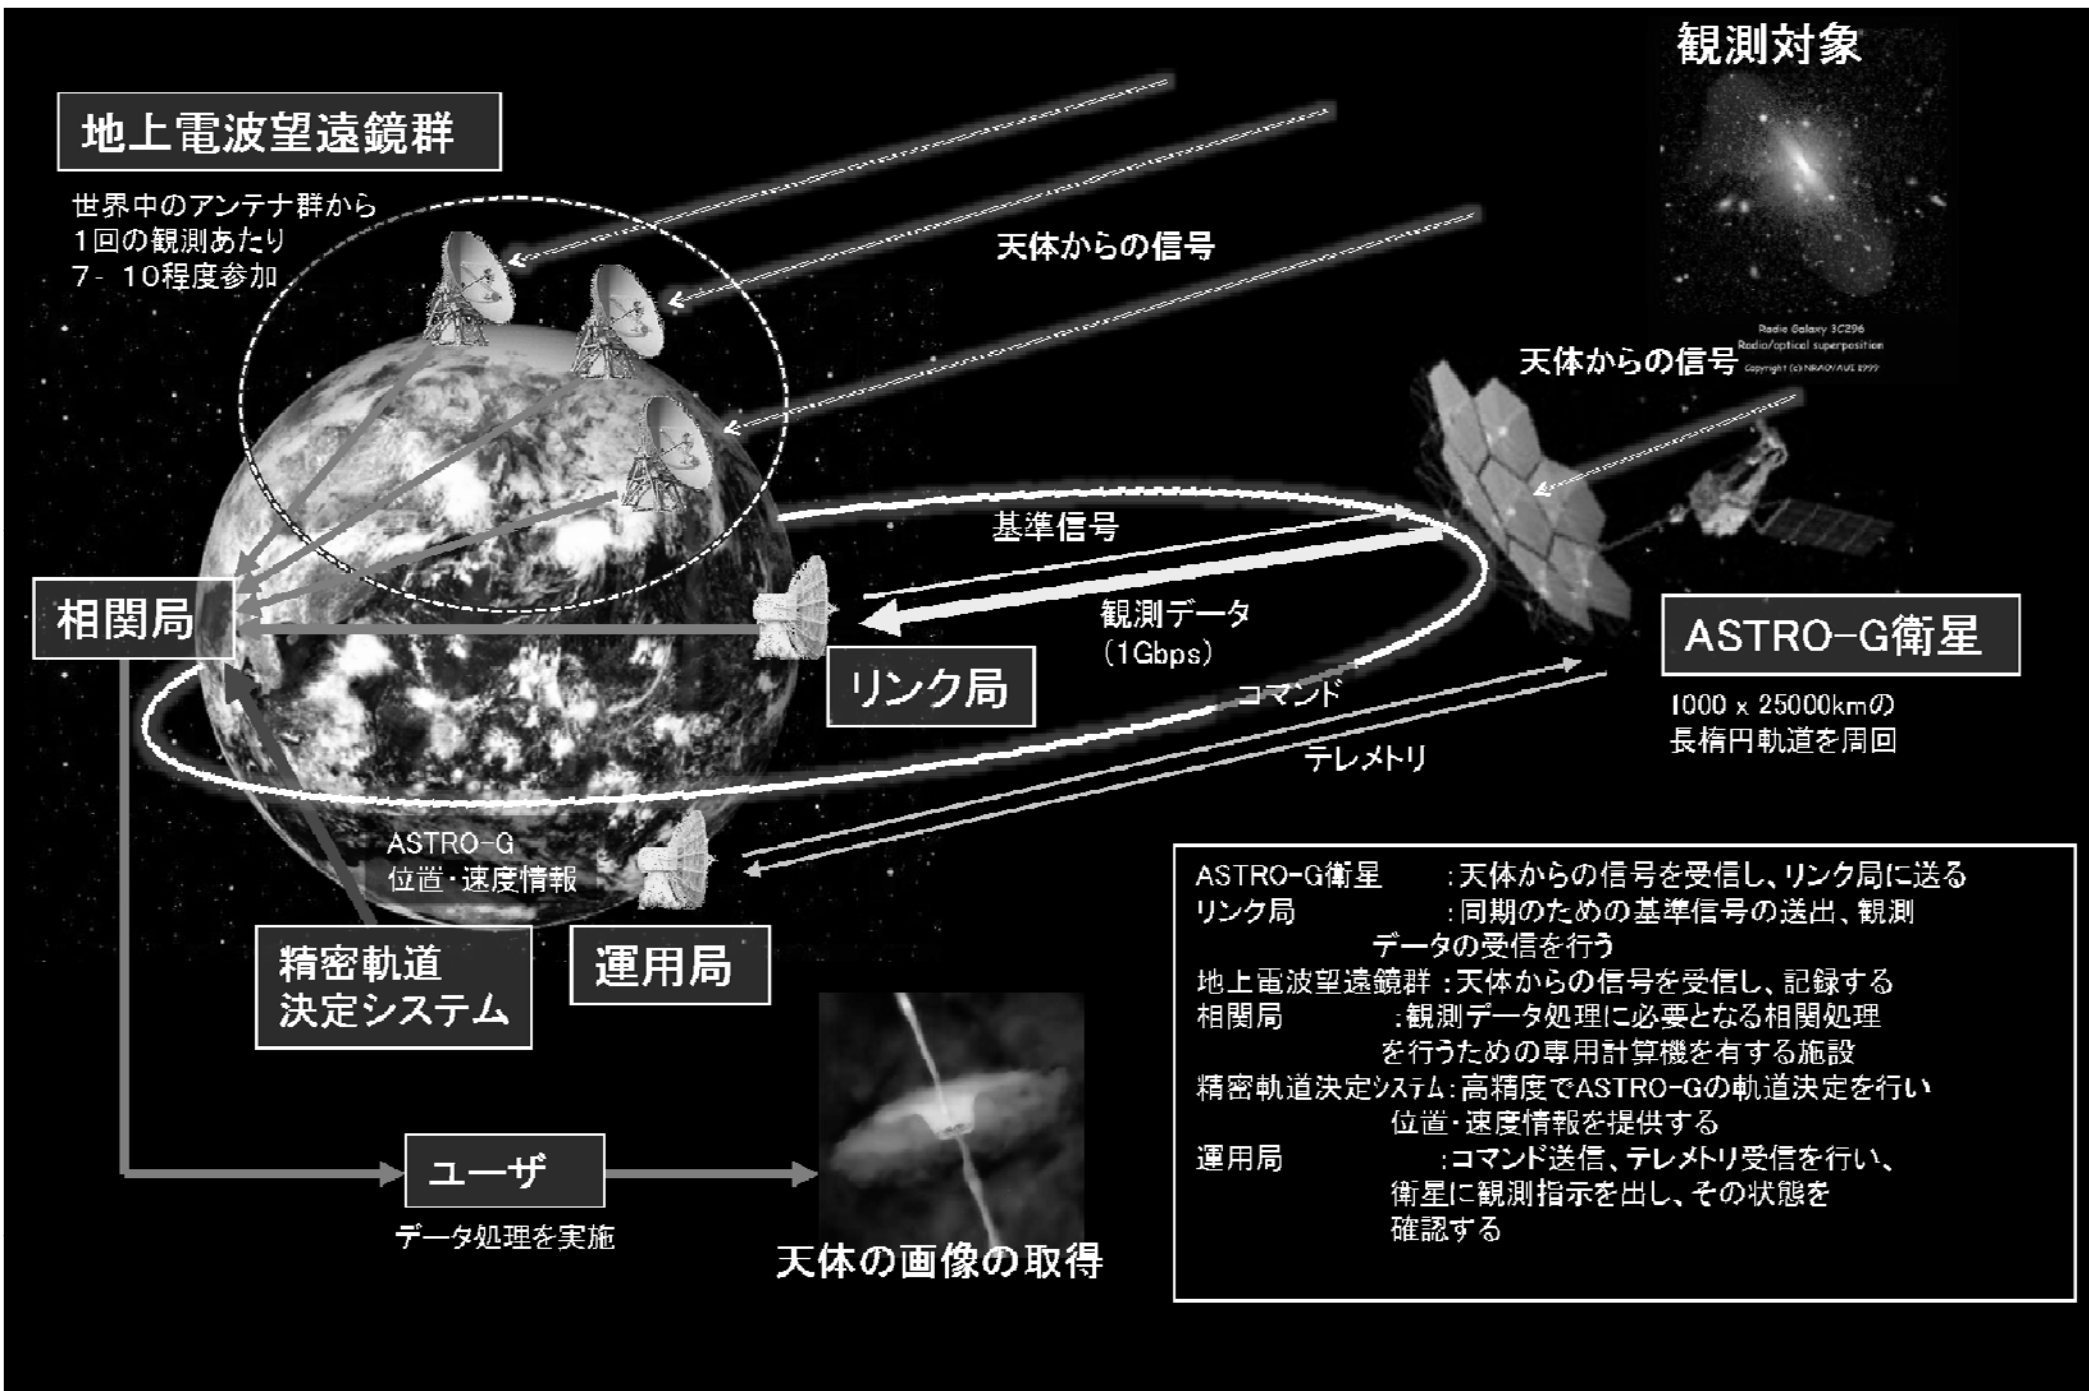 観測対象
地上電波望遠鏡群
世界中のアンテナ群から
1回の観測あたり
7- 10程度参加
天体からの信号
Radio Galaxy 3C296
Radio/optical superposition
Copyright (c) NRAO/AUI 1999
天体からの信号
基準信号
相関局
観測データ
(1Gbps)
リンク局
ASTRO-G衛星
1000 x 25000kmの
長楕円軌道を周回
コマンド
テレメトリ
ASTRO-G
位置・速度情報
精密軌道
決定システム
運用局
ASTRO-G衛星 :天体からの信号を受信し、リンク局に送る
リンク局 :同期のための基準信号の送出、観測
データの受信を行う
地上電波望遠鏡群:天体からの信号を受信し、記録する
相関局 :観測データ処理に必要となる相関処理
を行うための専用計算機を有する施設
精密軌道決定システム:高精度でASTRO-Gの軌道決定を行い
位置・速度情報を提供する
運用局 :コマンド送信、テレメトリ受信を行い、
衛星に観測指示を出し、その状態を
確認する
ユーザ
データ処理を実施
天体の画像の取得